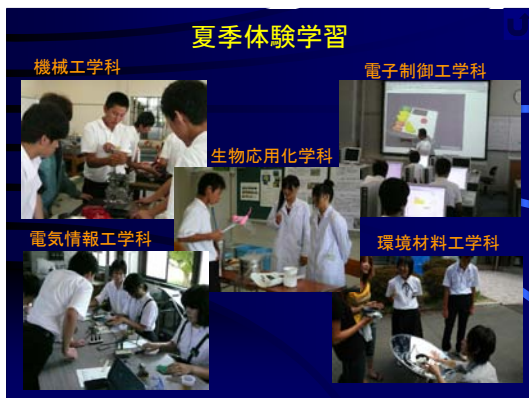 夏季体験学習
機械工学科
電子制御工学科
生物応用化学科
電気情報工学科
環境材料工学科